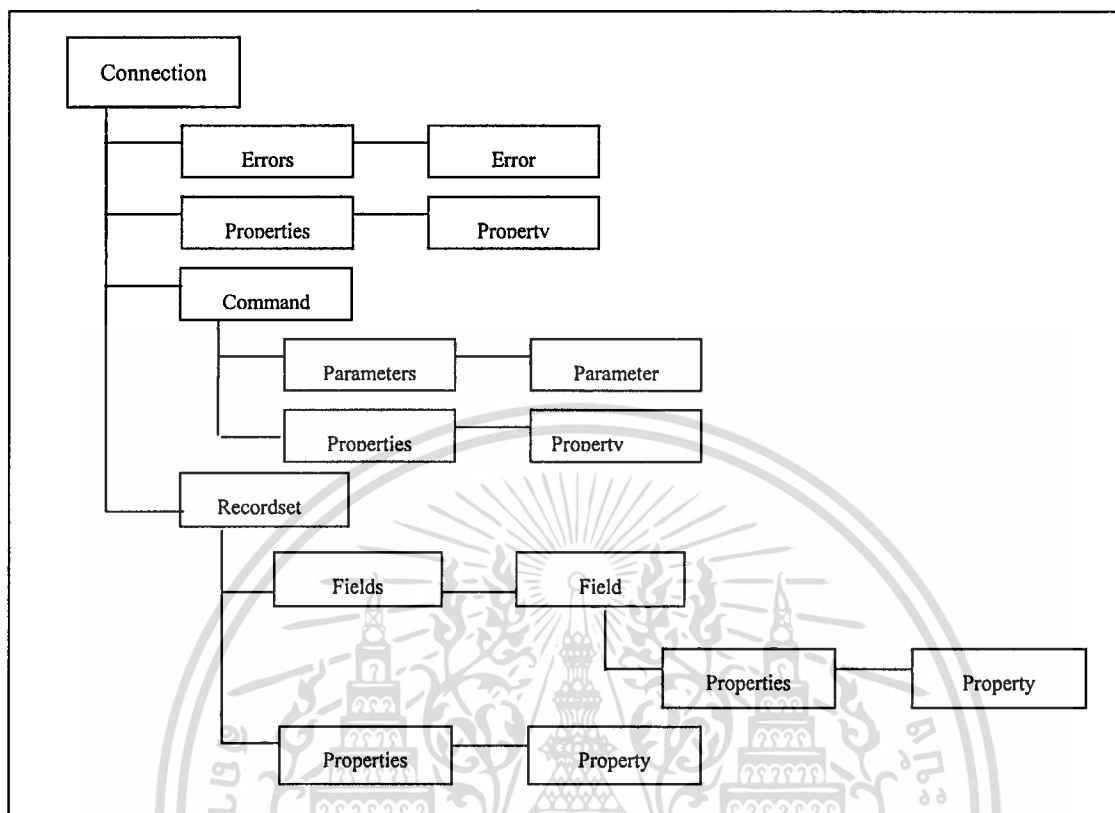 Connection
Errors
Error
Properties
Property
Command
Parameters
Parameter
Properties
Property
Recordset
Fields
Field
Properties
Property
Properties
Property